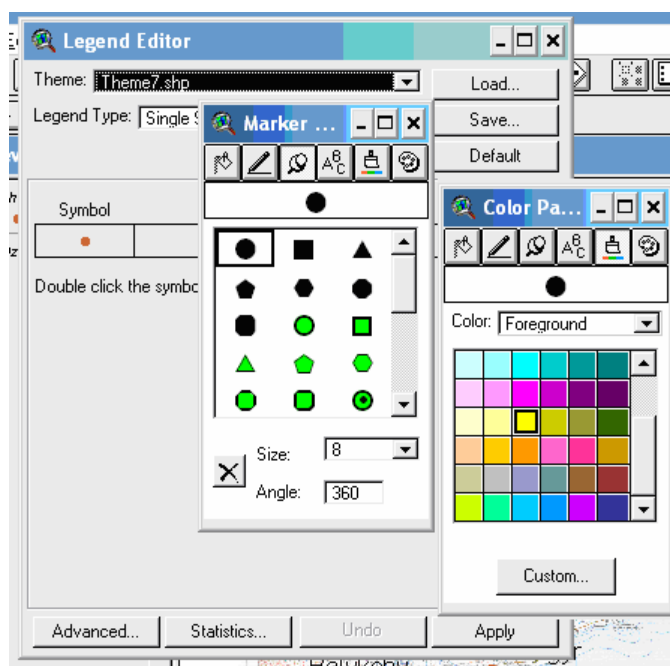 Legend Editor
Theme: Theme7.shp
Load...
Legend Type: Single S
Save...
Default
Marker ...
Symbol
Double click the symbo
Size: 8
Angle: 360
Color Pa...
Color: Foreground
Custom...
Advanced...
Statistics...
Undo
Apply